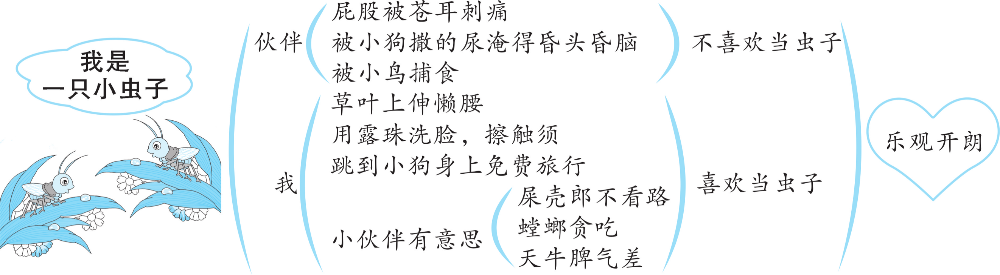 我是
一只小虫子
伙伴
屁股被苍耳刺痛
被小狗撒的尿淹得昏头昏脑
被小鸟捕食
不喜欢当虫子
我
草叶上伸懒腰
用露珠洗脸，擦触须
跳到小狗身上免费旅行
小伙伴有意思
屎壳郎不看路
螳螂贪吃
天牛脾气差
喜欢当虫子
乐观开朗